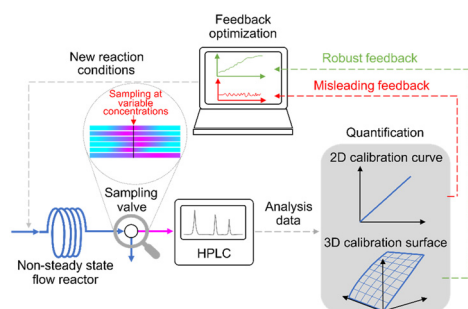 Feedback
optimization
New reaction
conditions
Robust feedback
Misleading feedback
Sampling at
variable
concentrations
Quantification
2D calibration curve
Sampling
valve
Analysis
data
HPLC
3D calibration surface
Non-steady state
flow reactor